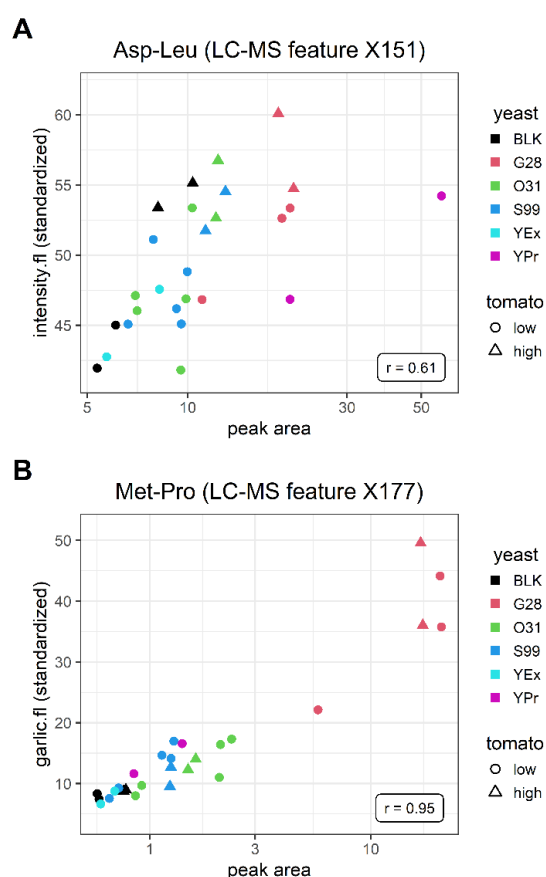 A
Asp-Leu (LC-MS feature X151)
intensity.fl (standardized)
60
55
50
45
5
10
30
50
peak area
r = 0.61
yeast
BLK
G28
O31
S99
YEx
YPr
tomato
low
high
B
Met-Pro (LC-MS feature X177)
garlic.fl (standardized)
50
40
30
20
10
1
3
10
peak area
r = 0.95
yeast
BLK
G28
O31
S99
YEx
YPr
tomato
low
high